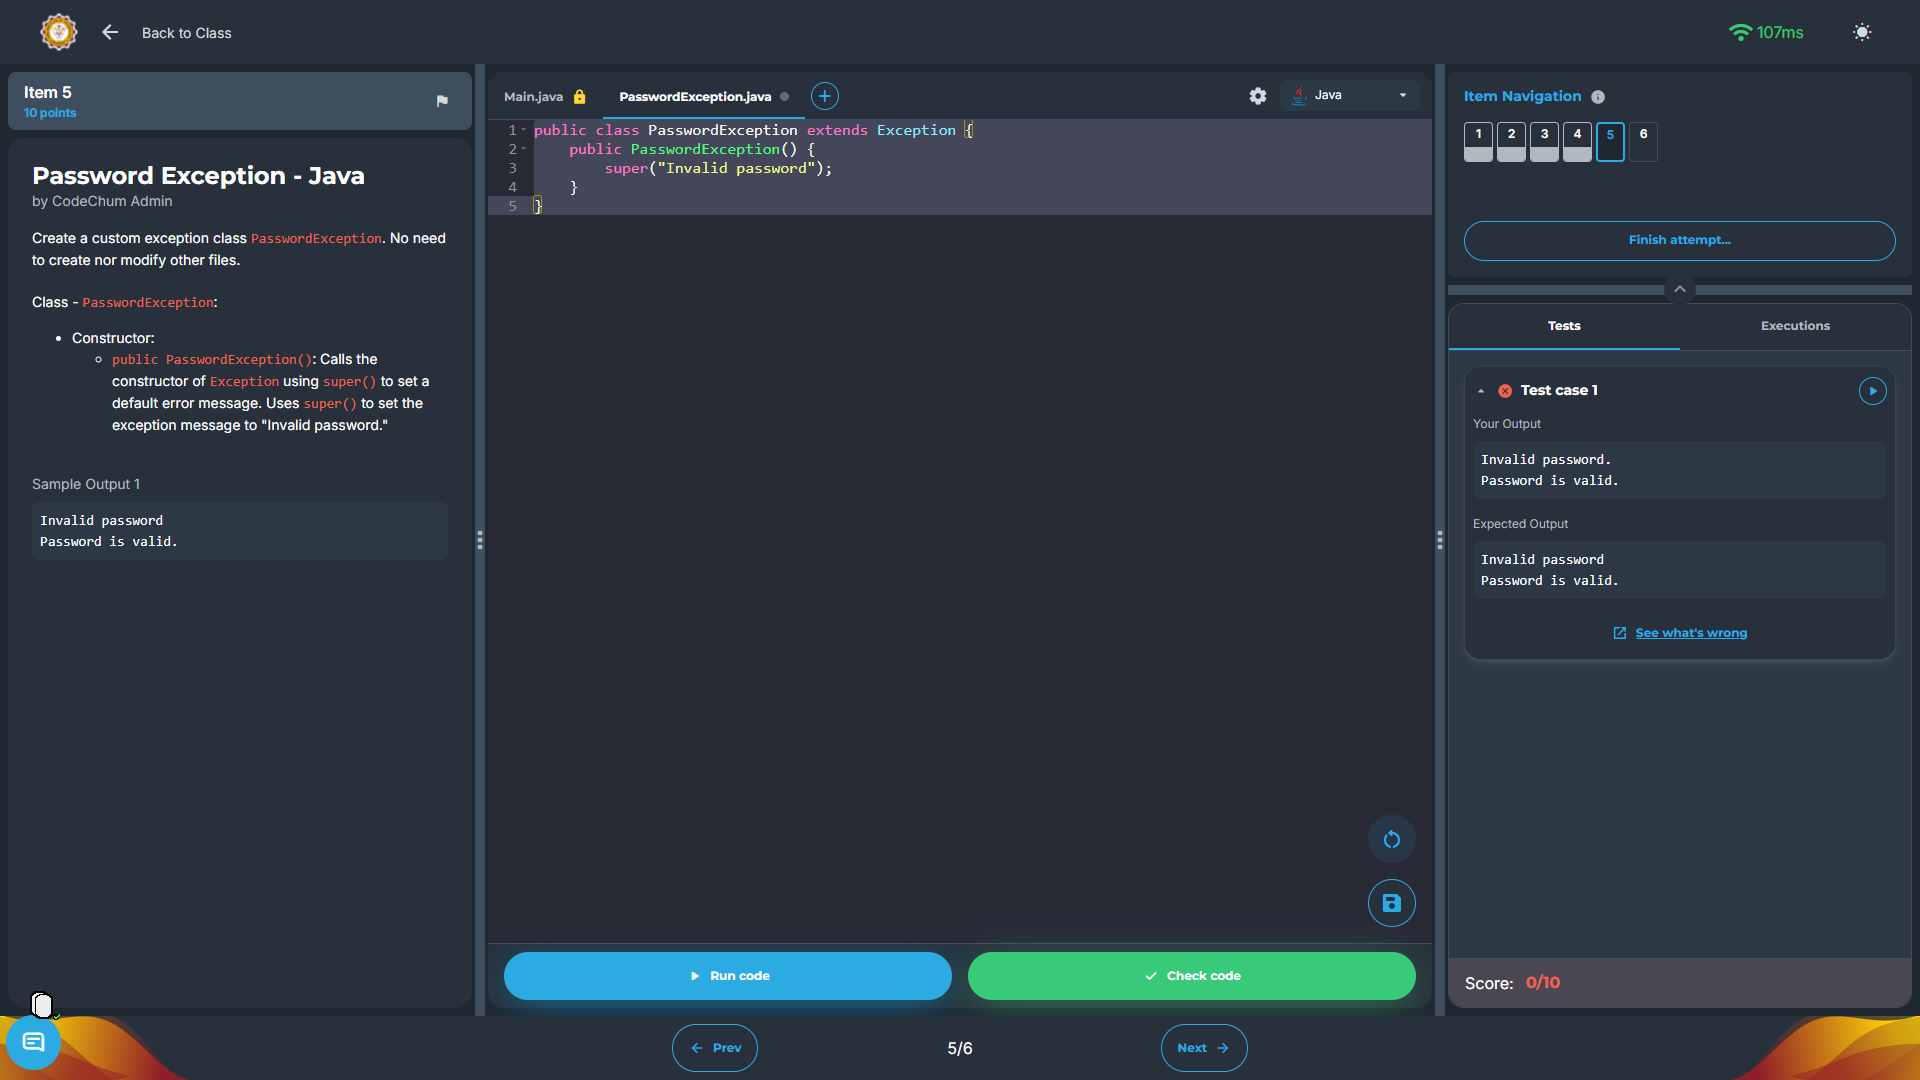 Back to Class
107ms
Item 5
10 points
Password Exception - Java
by CodeChum Admin
Create a custom exception class PasswordException. No need
to create nor modify other files.
Class - PasswordException:
Constructor:
public PasswordException(): Calls the
constructor of Exception using super() to set a
default error message. Uses super() to set the
exception message to "Invalid password."
Sample Output 1
Invalid password
Password is valid.
Main.java
PasswordException.java
Java
1 public class PasswordException extends Exception {
2 public PasswordException() {
3 super("Invalid password");
4 }
5 }
Run code
Check code
Item Navigation
1 2 3 4 5 6
Finish attempt...
Tests
Executions
Test case 1
Your Output
Invalid password.
Password is valid.
Expected Output
Invalid password
Password is valid.
See what's wrong
Score: 0/10
Prev
5/6
Next